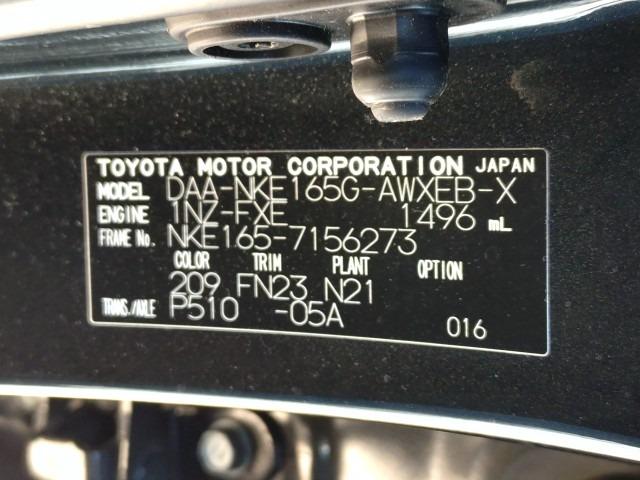 TOYOTA MOTOR CORPORATION JAPAN
MODEL DAA-NKE165G-AWXEB-X
ENGINE 1NZ-FXE 1496 mL
FRAME No. NKE165-7156273
COLOR TRIM PLANT OPTION
209 FN23 N21
TRANS./AXLE P510 -05A
016